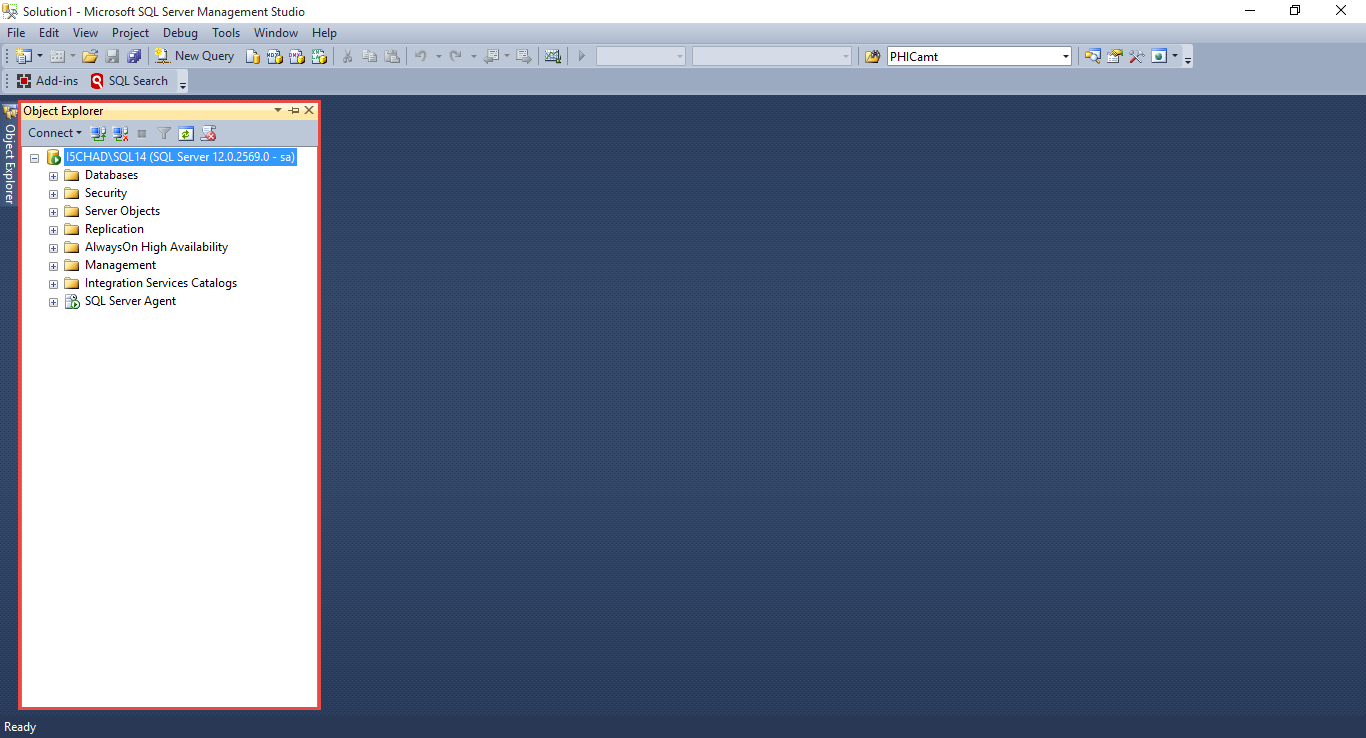 Solution1 - Microsoft SQL Server Management Studio
File Edit View Project Debug Tools Window Help
New Query PHICamt
Add-ins SQL Search
Object Explorer
Object Explorer
Connect
I5CHAD\SQL14 (SQL Server 12.0.2569.0 - sa)
Databases
Security
Server Objects
Replication
AlwaysOn High Availability
Management
Integration Services Catalogs
SQL Server Agent
Ready